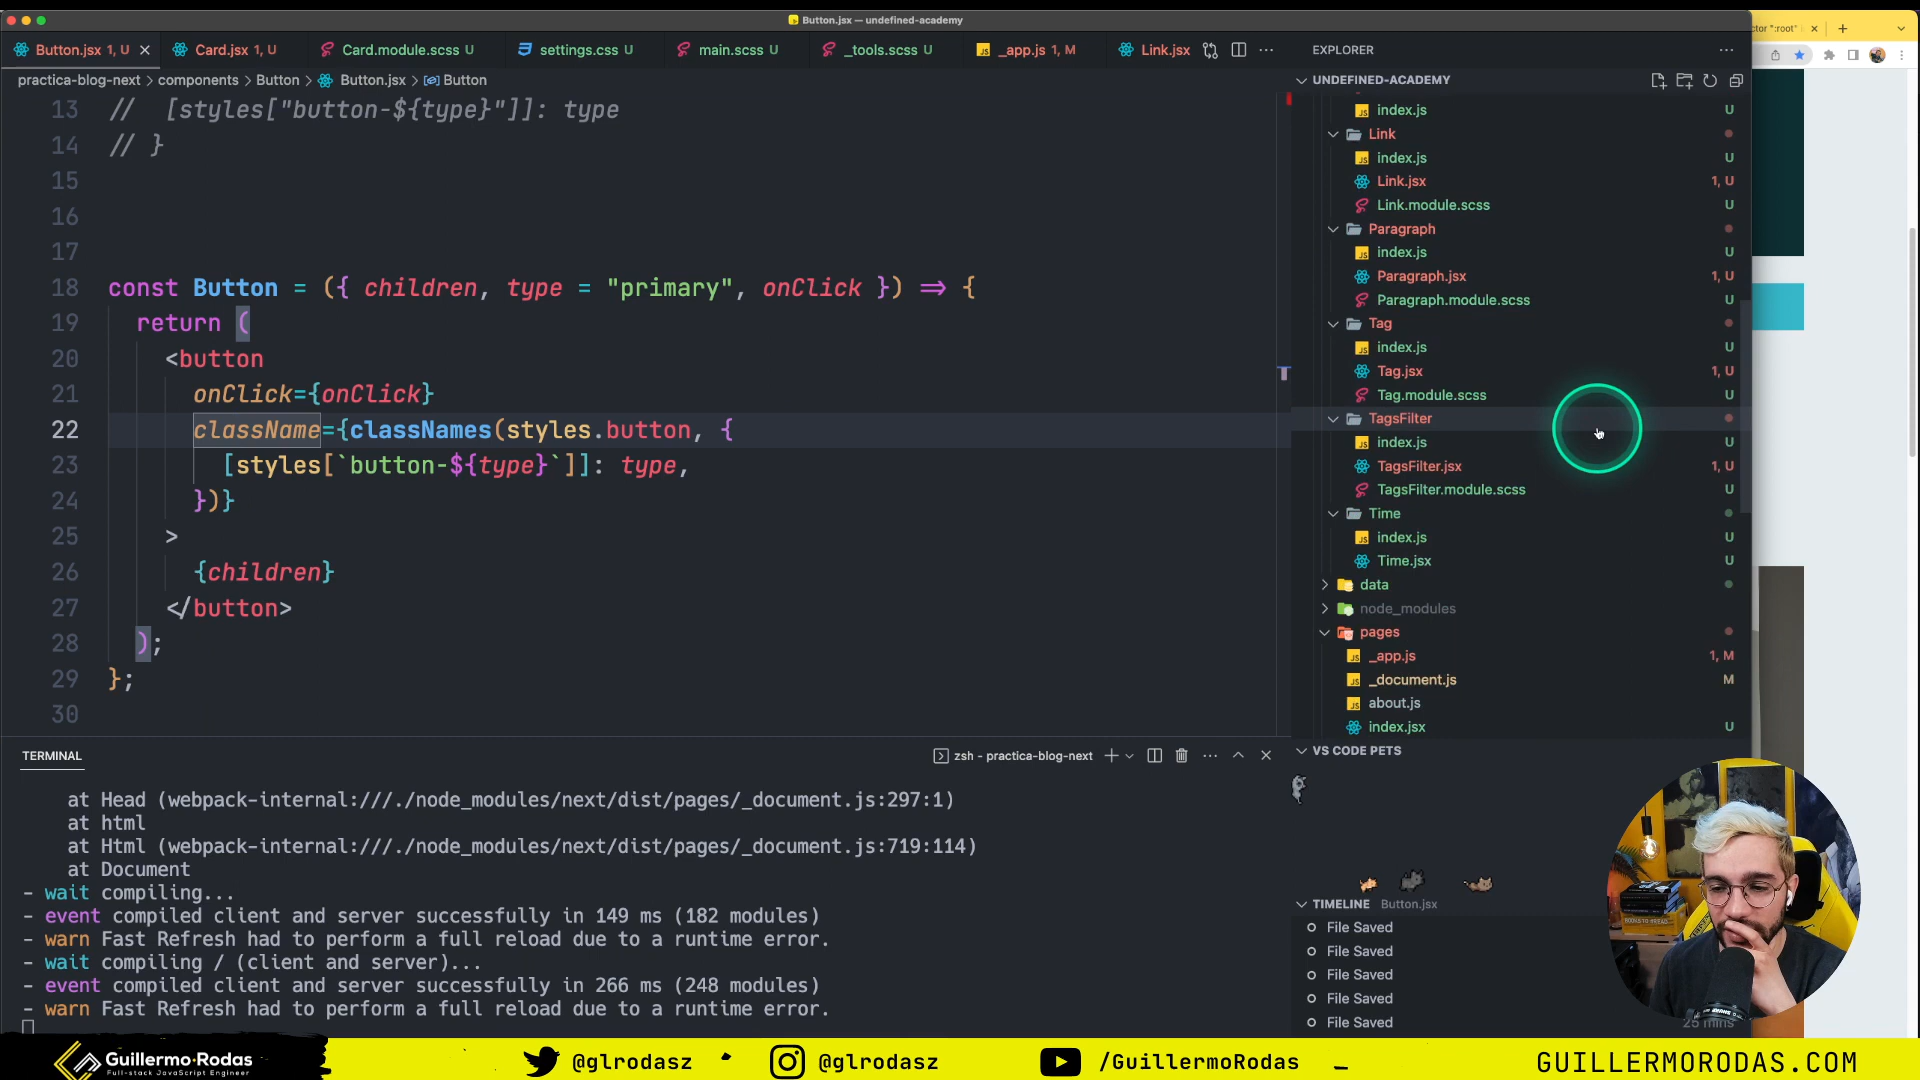 Button.jsx — undefined-academy
ctor ":root"
Button.jsx 1, U
Card.jsx 1, U
Card.module.scss U
settings.css U
main.scss U
_tools.scss U
_app.js 1, M
Link.jsx
practica-blog-next > components > Button > Button.jsx > Button
13 //  [styles["button-${type}"]]: type
14 // }
15
16
17
18 const Button = ({ children, type = "primary", onClick }) => {
19 return (
20 <button
21 onClick={onClick}
22 className={classNames(styles.button, {
23 [styles[`button-${type}`]]: type,
24 })}
25 >
26 {children}
27 </button>
28 );
29 };
30
TERMINAL
zsh - practica-blog-next
at Head (webpack-internal:///./node_modules/next/dist/pages/_document.js:297:1)
at html
at Html (webpack-internal:///./node_modules/next/dist/pages/_document.js:719:114)
at Document
- wait compiling...
- event compiled client and server successfully in 149 ms (182 modules)
- warn Fast Refresh had to perform a full reload due to a runtime error.
- wait compiling / (client and server)...
- event compiled client and server successfully in 266 ms (248 modules)
- warn Fast Refresh had to perform a full reload due to a runtime error.
EXPLORER
UNDEFINED-ACADEMY
index.js U
Link
index.js U
Link.jsx 1, U
Link.module.scss U
Paragraph
index.js U
Paragraph.jsx 1, U
Paragraph.module.scss U
Tag
index.js U
Tag.jsx 1, U
Tag.module.scss U
TagsFilter
index.js U
TagsFilter.jsx 1, U
TagsFilter.module.scss U
Time
index.js U
Time.jsx U
data
node_modules
pages
_app.js 1, M
_document.js M
about.js
index.jsx U
VS CODE PETS
TIMELINE Button.jsx
File Saved
File Saved
File Saved
File Saved
File Saved 25 mins
Guillermo Rodas
Full-stack JavaScript Engineer
@glrodasz
@glrodasz
/GuillermoRodas
GUILLERMORODAS.COM